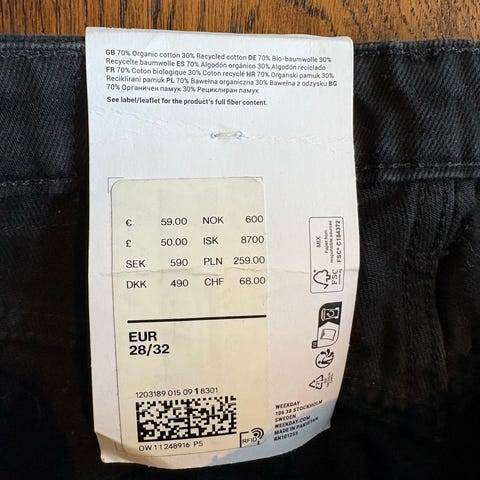 GB 70% Organic cotton 30% Recycled cotton DE 70% Bio-baumwolle 30%
Recycelte baumwolle ES 70% Algodón orgánico 30% Algodón reciclado
FR 70% Coton biologique 30% Coton recyclé HR 70% Organski pamuk 30%
Reciklirani pamuk PL 70% Bawełna organiczna 30% Bawełna z odzysku BG
70% Органичен памук 30% Рециклиран памук
See label/leaflet for the product's full fiber content.
€ 59.00 NOK 600
£ 50.00 ISK 8700
SEK 590 PLN 259.00
DKK 490 CHF 68.00
EUR
28/32
1203189 015 09 1 8301
OW11248916 P5
RFID
MIX
Paper from
responsible sources
FSC® C184372
FSC
WEEKDAY
106 38 STOCKHOLM
SWEDEN
WEEKDAY.COM
MADE IN PAKISTAN
RN101255